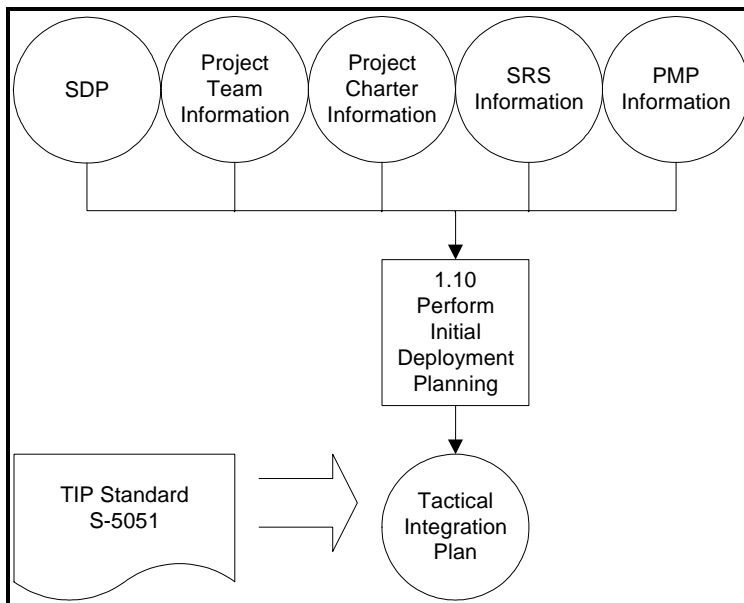 SDP
Project
Team
Information
Project
Charter
Information
SRS
Information
PMP
Information
1.10
Perform
Initial
Deployment
Planning
TIP Standard
S-5051
Tactical
Integration
Plan